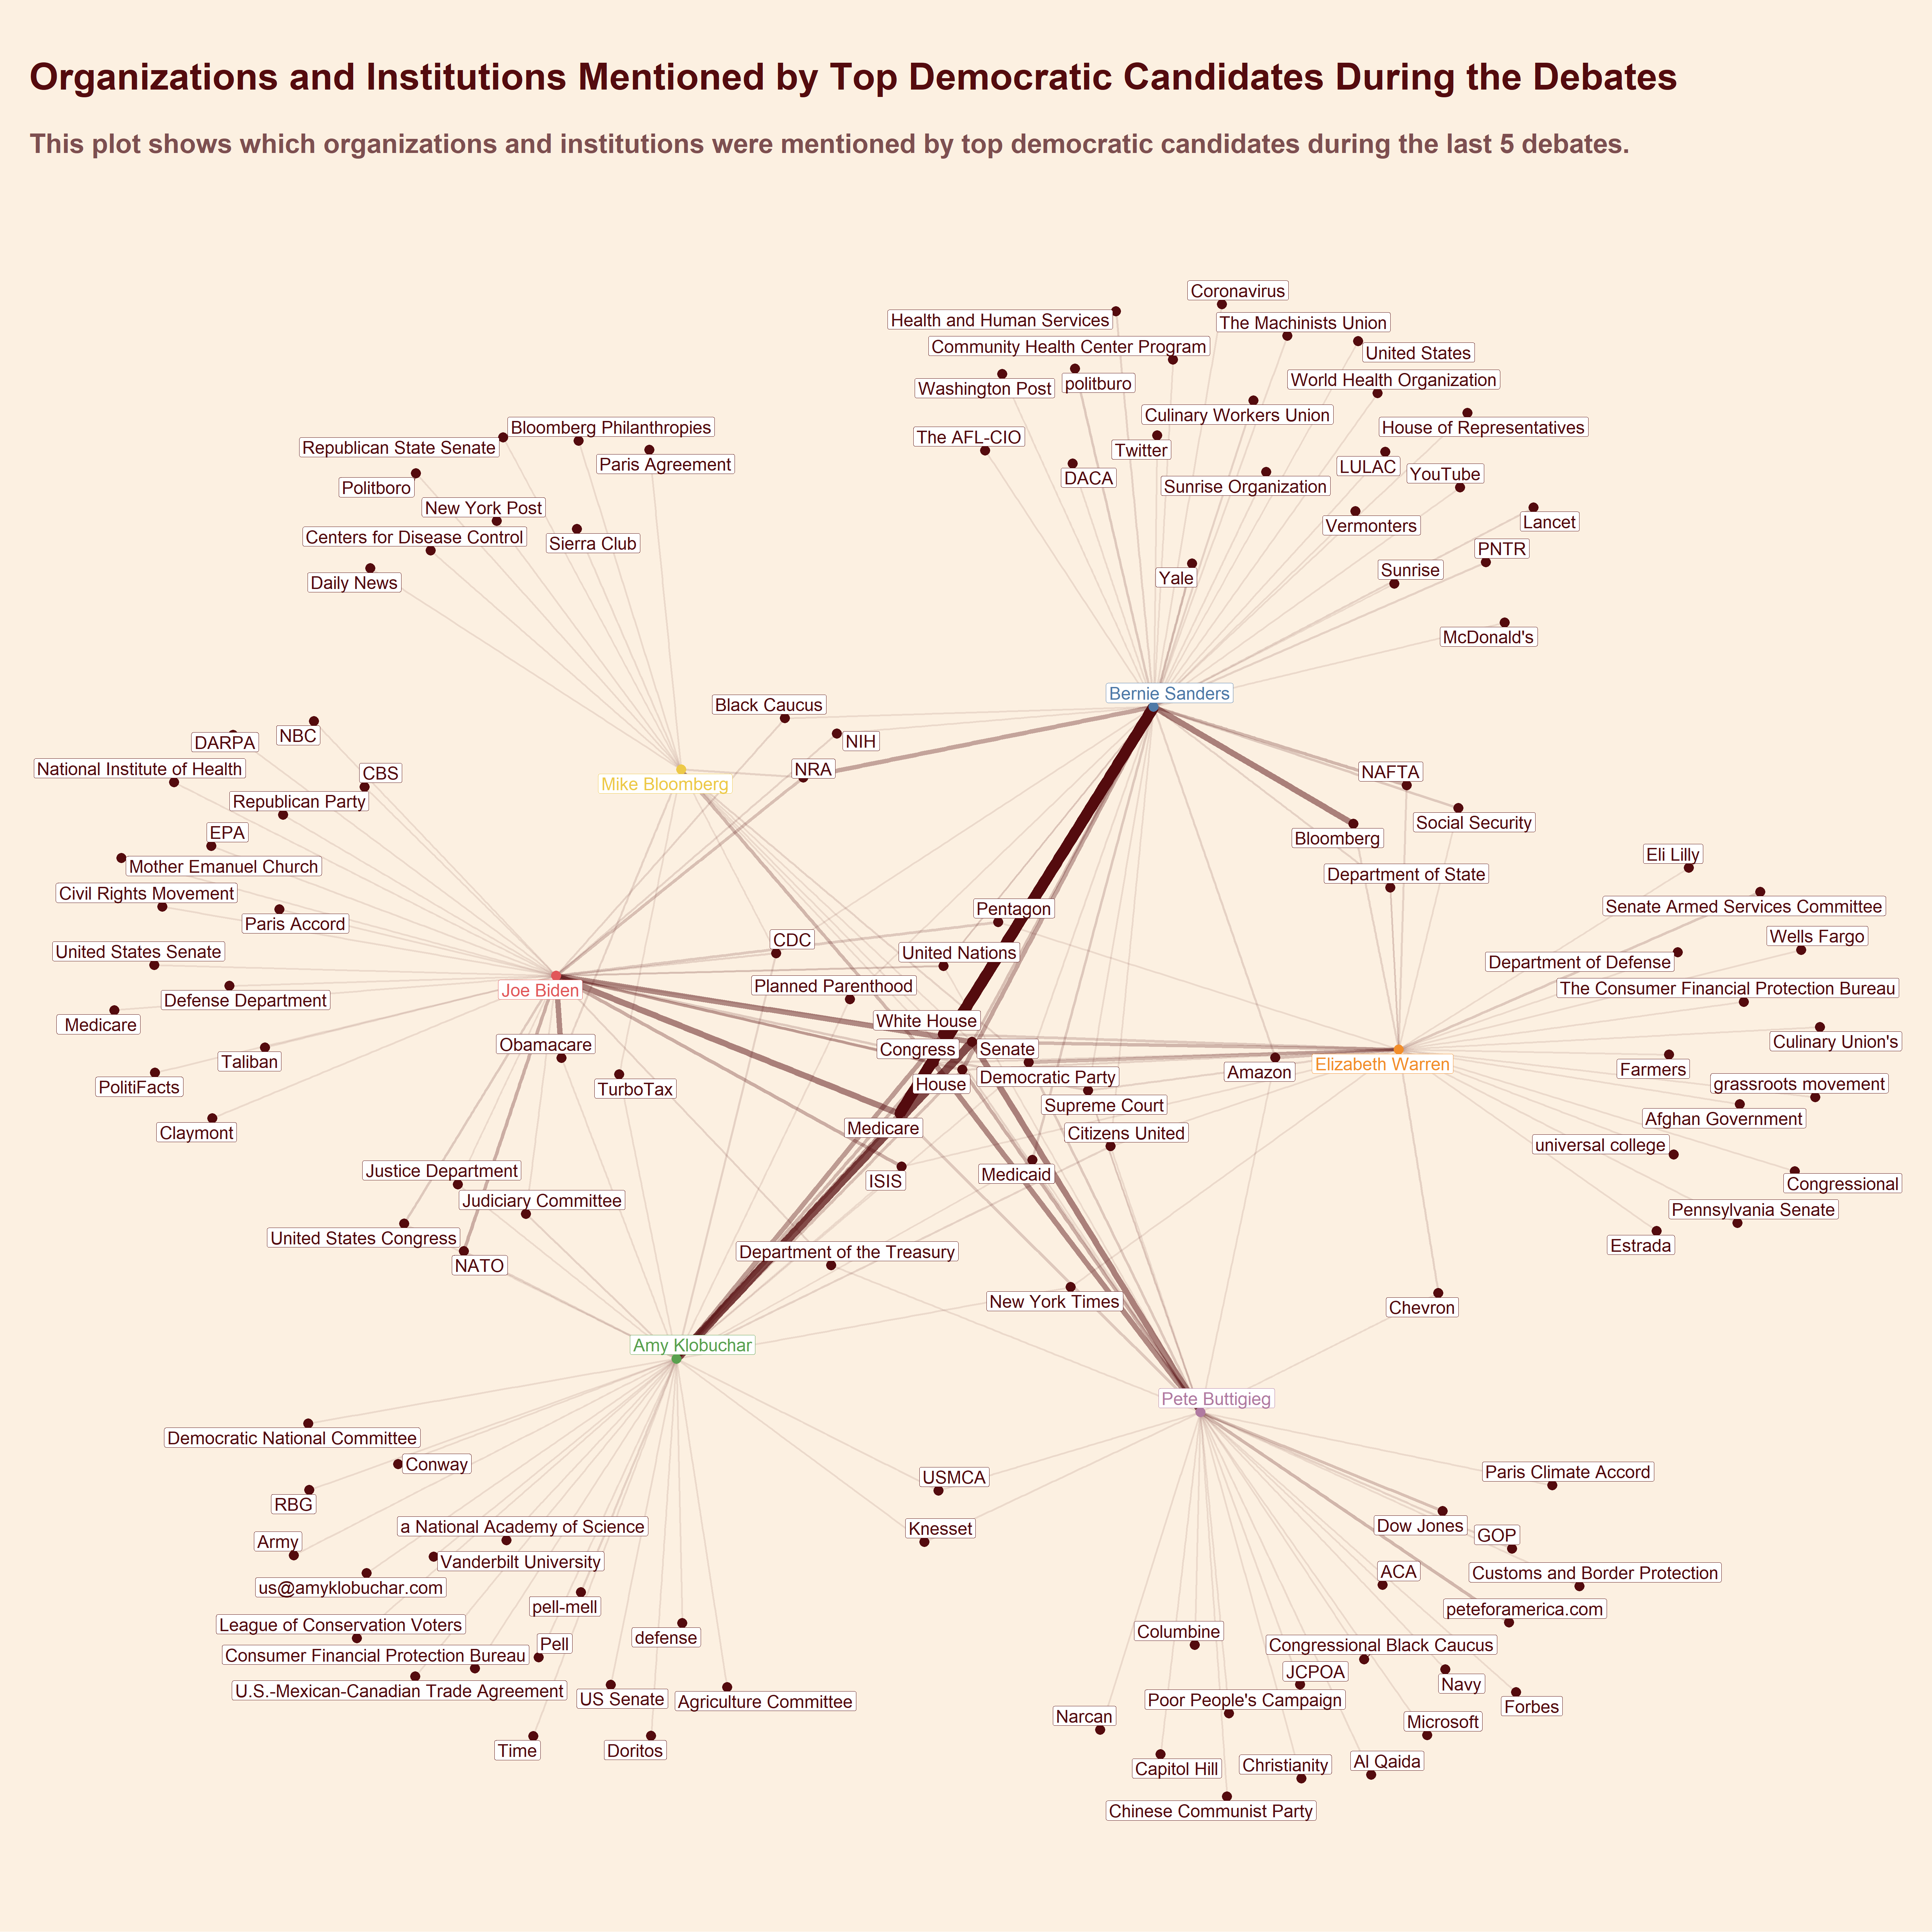 Organizations and Institutions Mentioned by Top Democratic Candidates During the Debates
This plot shows which organizations and institutions were mentioned by top democratic candidates during the last 5 debates.
Coronavirus
Health and Human Services
The Machinists Union
Community Health Center Program
United States
Washington Post
politburo
World Health Organization
Culinary Workers Union
House of Representatives
The AFL-CIO
Twitter
LULAC
YouTube
DACA
Sunrise Organization
Vermonters
Lancet
PNTR
Sunrise
Yale
McDonald's
Bernie Sanders
Bloomberg Philanthropies
Republican State Senate
Paris Agreement
Politboro
New York Post
Centers for Disease Control
Sierra Club
Daily News
Black Caucus
NIH
NRA
Mike Bloomberg
NBC
DARPA
National Institute of Health
CBS
Republican Party
EPA
Mother Emanuel Church
Civil Rights Movement
Paris Accord
United States Senate
Defense Department
Joe Biden
Medicare
Obamacare
Taliban
PolitiFacts
TurboTax
Claymont
NAFTA
Social Security
Bloomberg
Department of State
Eli Lilly
Senate Armed Services Committee
Wells Fargo
Department of Defense
The Consumer Financial Protection Bureau
Culinary Union's
Elizabeth Warren
Farmers
grassroots movement
Afghan Government
universal college
Congressional
Pennsylvania Senate
Estrada
Chevron
Pentagon
CDC
United Nations
Planned Parenthood
White House
Congress
Senate
House
Democratic Party
Amazon
Supreme Court
Medicare
Citizens United
ISIS
Medicaid
Justice Department
Judiciary Committee
United States Congress
NATO
Department of the Treasury
New York Times
Amy Klobuchar
Pete Buttigieg
Democratic National Committee
Conway
RBG
USMCA
Knesset
a National Academy of Science
Army
Vanderbilt University
us@amyklobuchar.com
pell-mell
League of Conservation Voters
defense
Pell
Consumer Financial Protection Bureau
U.S.-Mexican-Canadian Trade Agreement
US Senate
Agriculture Committee
Time
Doritos
Paris Climate Accord
Dow Jones
GOP
ACA
Customs and Border Protection
peteforamerica.com
Columbine
Congressional Black Caucus
JCPOA
Navy
Poor People's Campaign
Forbes
Narcan
Microsoft
Capitol Hill
Christianity
Al Qaida
Chinese Communist Party